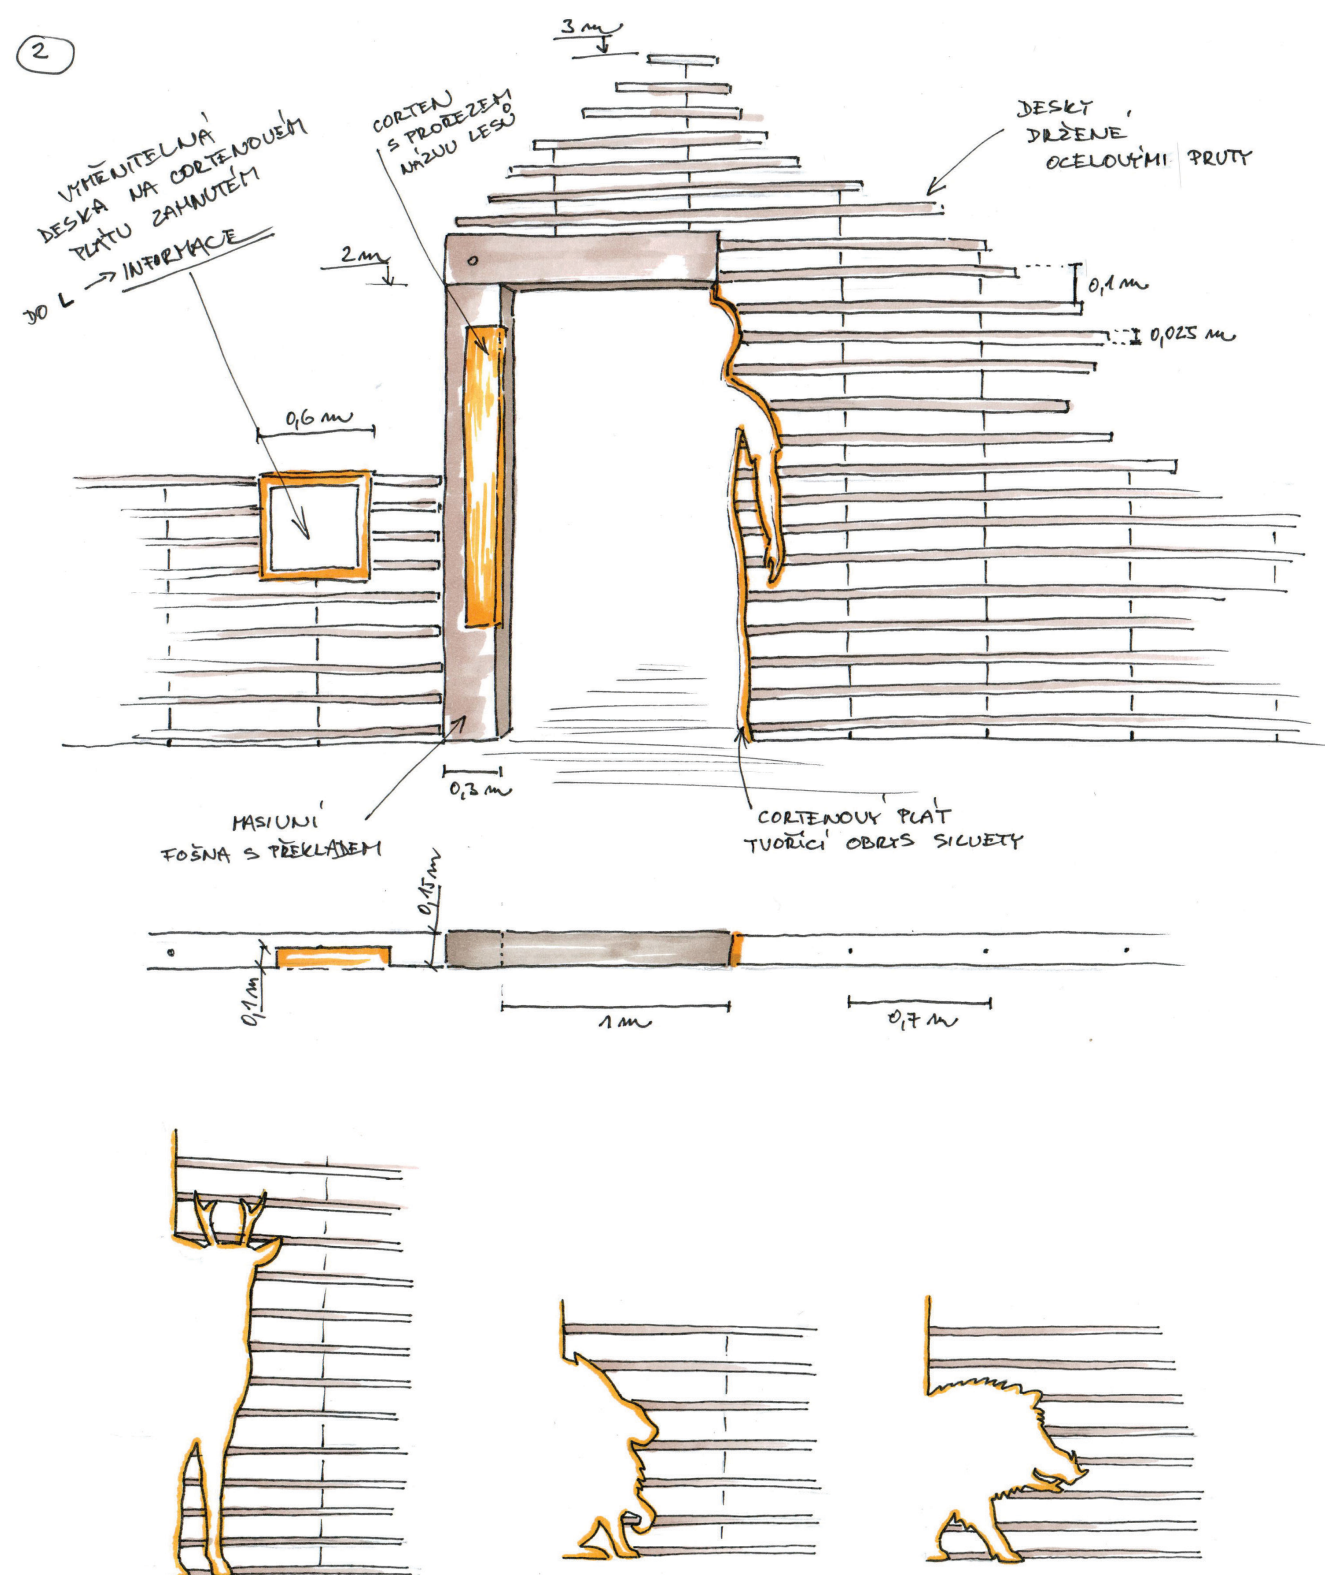 2
3 m
VYMĚNITELNÁ
DESKA NA CORTENOVÉM
PLÁTU ZAHNUTÉM
DO L → INFORMACE
CORTEN
S PROŘEZEM
NÁZVU LESŮ
DESKY
DRŽENÉ
OCELOVÝMI PRUTY
2 m
0,1 m
0,025 m
0,6 m
0,3 m
MASIVNÍ
FOŠNA S PŘEKLADEM
CORTENOVÝ PLÁT
TVOŘÍCÍ OBRYS SILUETY
0,15 m
0,1 m
1 m
0,7 m